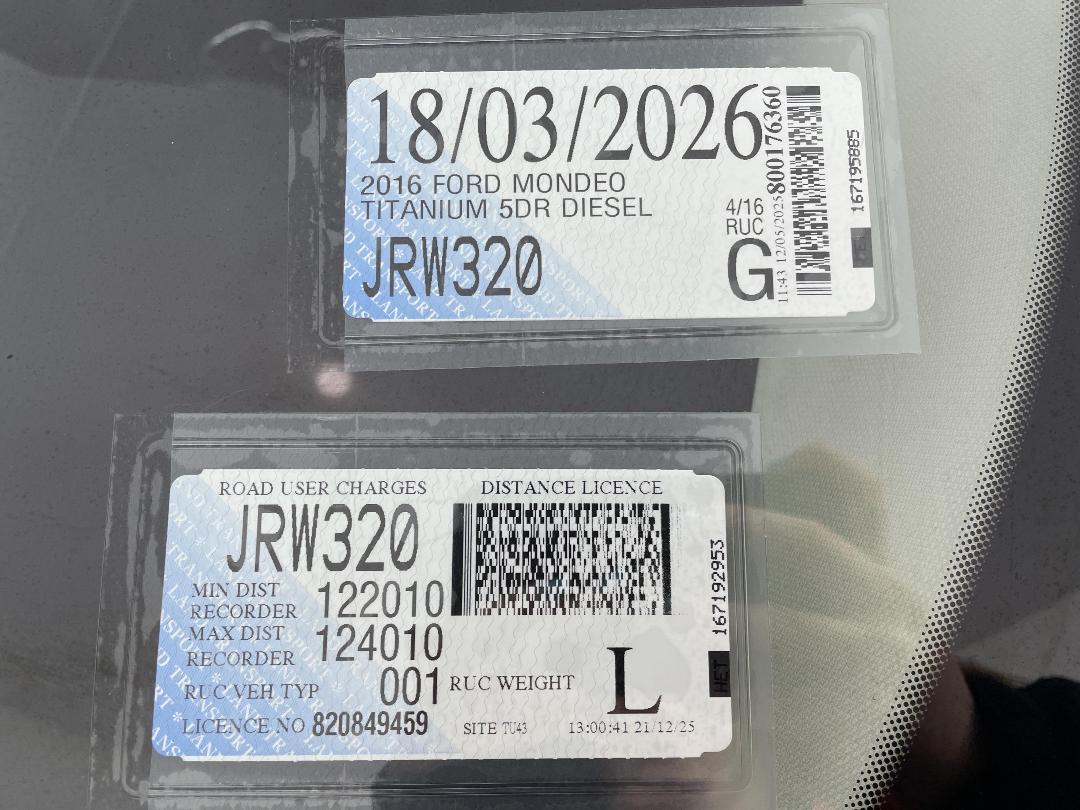 18/03/2026
2016 FORD MONDEO
TITANIUM 5DR DIESEL
4/16
RUC
JRW320
G
11:43 12/05/2025 800176360
167195885
ROAD USER CHARGES
DISTANCE LICENCE
JRW320
MIN DIST
RECORDER 122010
MAX DIST
RECORDER 124010
RUC VEH TYP 001
RUC WEIGHT L
LICENCE NO 820849459
SITE TU43
13:00:41 21/12/25
167192953
HET